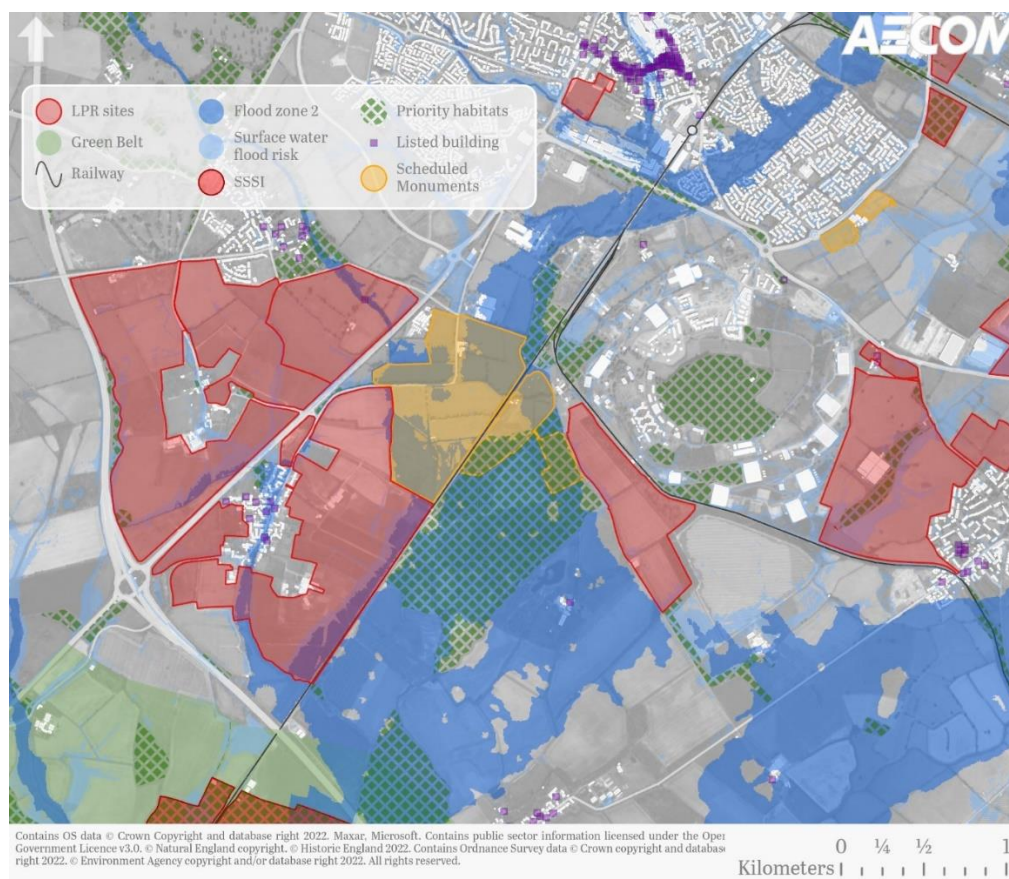 AECOM
LPR sites
Flood zone 2
Priority habitats
Green Belt
Surface water
flood risk
Listed building
Railway
SSSI
Scheduled
Monuments
Contains OS data © Crown Copyright and database right 2022. Maxar, Microsoft. Contains public sector information licensed under the Open
Government Licence v3.0. © Natural England copyright. © Historic England 2022. Contains Ordnance Survey data © Crown copyright and database
right 2022. © Environment Agency copyright and/or database right 2022. All rights reserved.
0 ¼ ½ 1
Kilometers